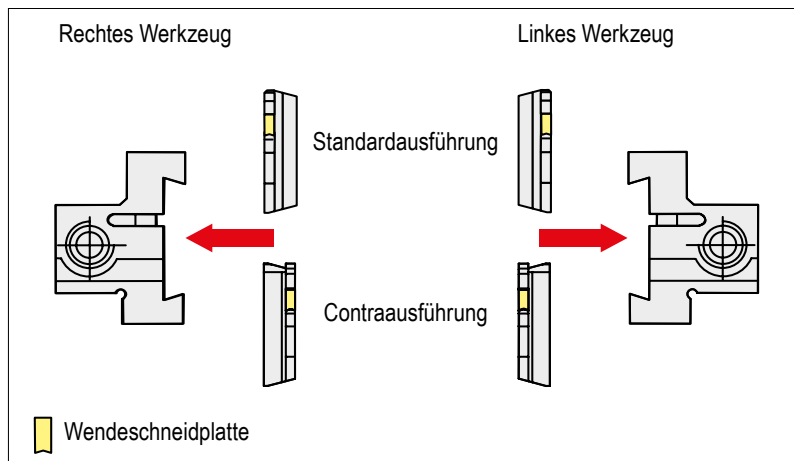 Rechtes Werkzeug
Linkes Werkzeug
Standardausführung
Contraausführung
Wendeschneidplatte